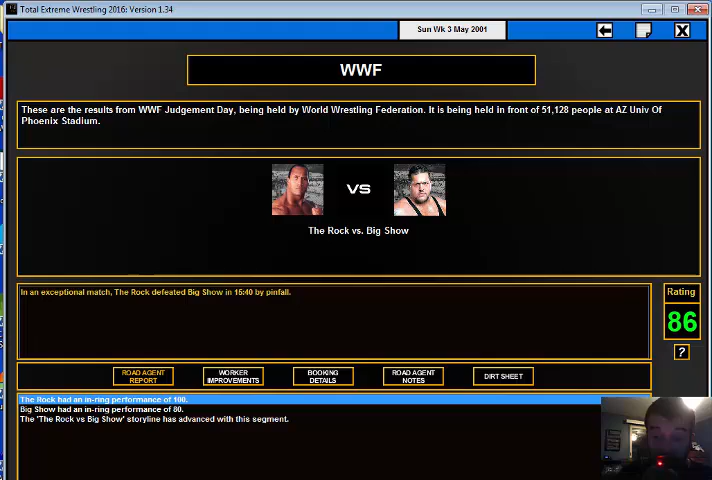 Total Extreme Wrestling 2016: Version 1.34
Sun Wk 3 May 2001
WWF
These are the results from WWF Judgement Day, being held by World Wrestling Federation. It is being held in front of 51,128 people at AZ Univ Of
Phoenix Stadium.
VS
The Rock vs. Big Show
In an exceptional match, The Rock defeated Big Show in 15:40 by pinfall.
Rating
86
?
ROAD AGENT
REPORT
WORKER
IMPROVEMENTS
BOOKING
DETAILS
ROAD AGENT
NOTES
DIRT SHEET
The Rock had an in-ring performance of 100.
Big Show had an in-ring performance of 80.
The 'The Rock vs Big Show' storyline has advanced with this segment.